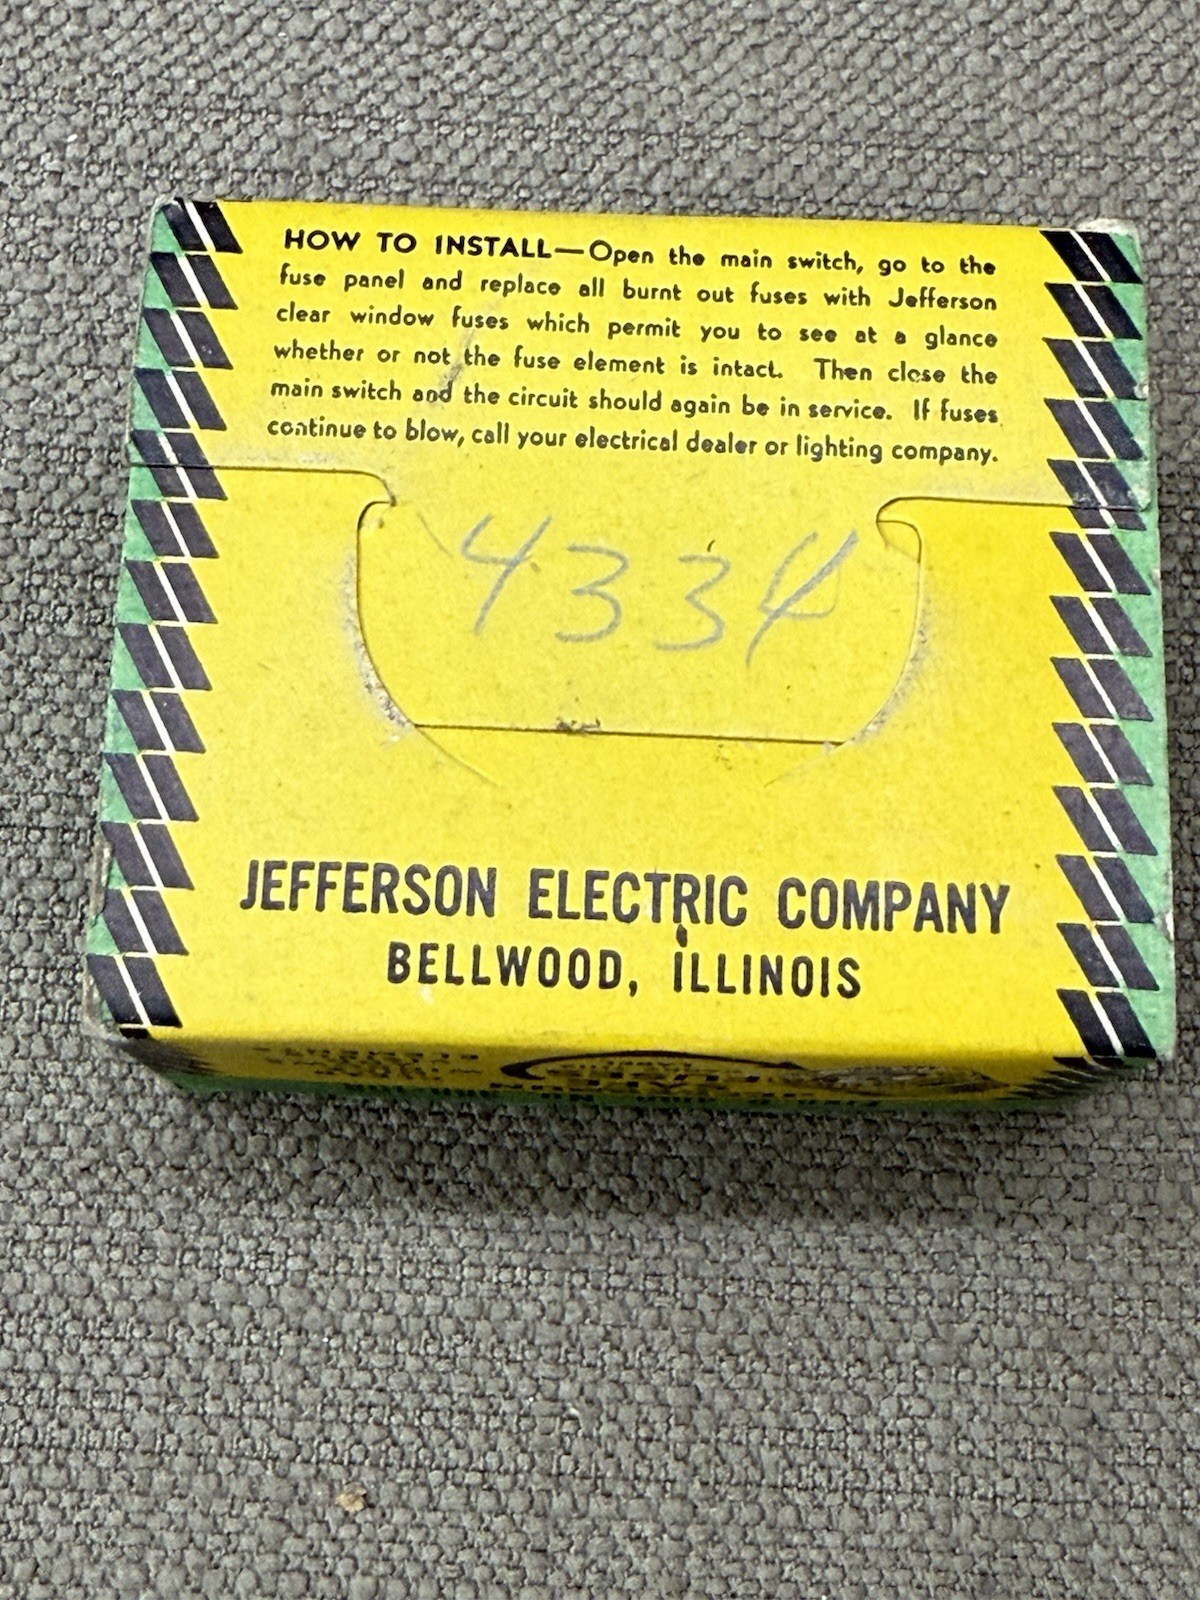 HOW TO INSTALL—Open the main switch, go to the
fuse panel and replace all burnt out fuses with Jefferson
clear window fuses which permit you to see at a glance
whether or not the fuse element is intact. Then close the
main switch and the circuit should again be in service. If fuses
continue to blow, call your electrical dealer or lighting company.
4334
JEFFERSON ELECTRIC COMPANY
BELLWOOD, ILLINOIS